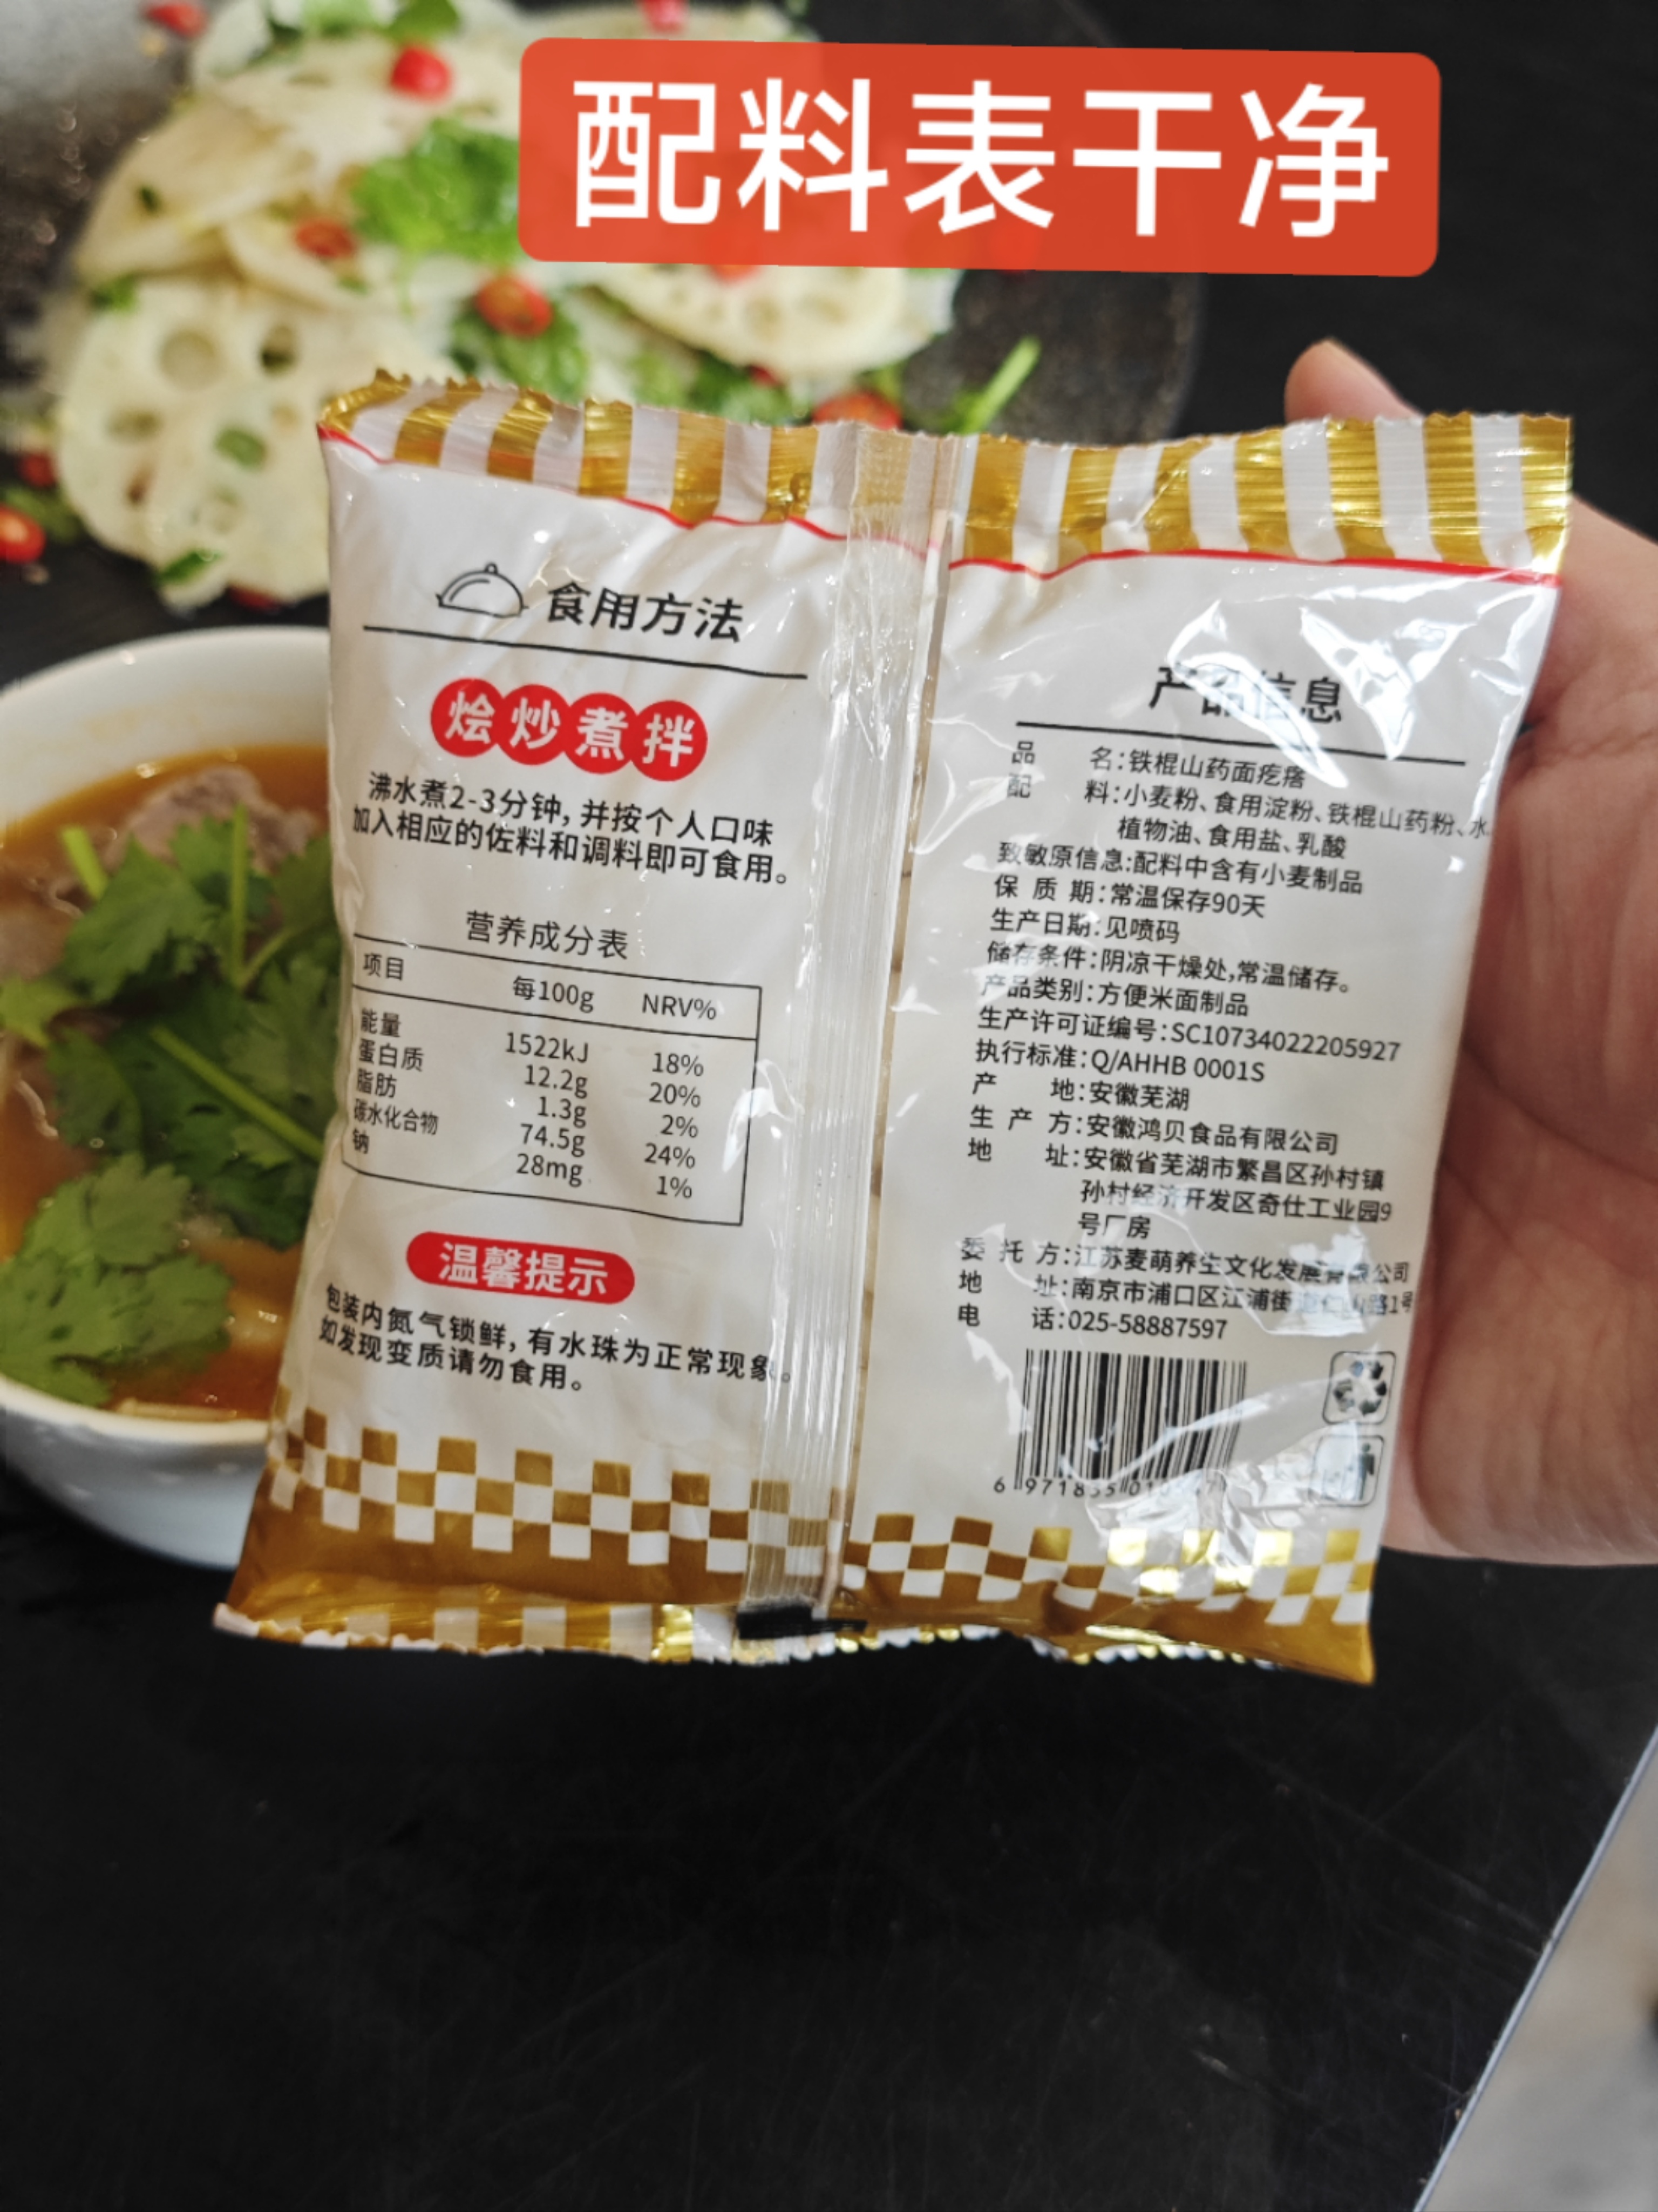 配料表干净
食用方法
烩炒煮拌
沸水煮2-3分钟,并按个人口味
加入相应的佐料和调料即可食用。
营养成分表
项目 每100g NRV%
能量 1522kJ 18%
蛋白质 12.2g 20%
脂肪 1.3g 2%
碳水化合物 74.5g 24%
钠 28mg 1%
温馨提示
包装内氮气锁鲜,有水珠为正常现象。
如发现变质请勿食用。
产品信息
品 名:铁棍山药面疙瘩
配 料:小麦粉、食用淀粉、铁棍山药粉、水
植物油、食用盐、乳酸
致敏原信息:配料中含有小麦制品
保 质 期:常温保存90天
生产日期:见喷码
储存条件:阴凉干燥处,常温储存。
产品类别:方便米面制品
生产许可证编号:SC10734022205927
执行标准:Q/AHHB 0001S
产 地:安徽芜湖
生 产 方:安徽鸿贝食品有限公司
地 址:安徽省芜湖市繁昌区孙村镇
孙村经济开发区奇仕工业园9
号厂房
委 托 方:江苏麦萌养生文化发展有限公司
地 址:南京市浦口区江浦街道仁山路1号
电 话:025-58887597